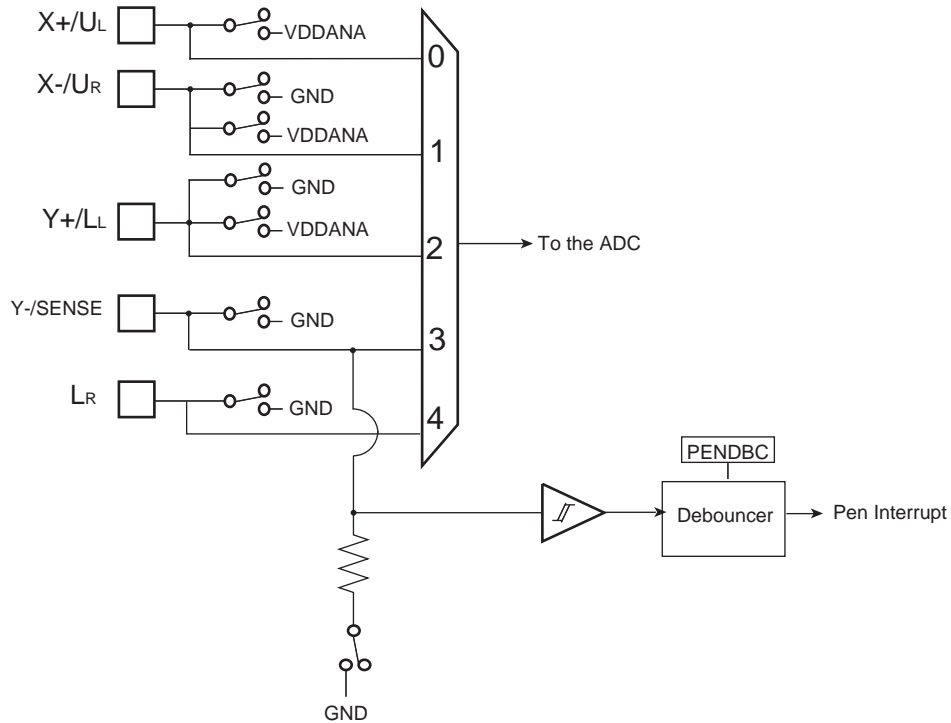 X+/UL
VDDANA
0
X-/UR
GND
VDDANA
1
GND
Y+/LL
VDDANA
2
To the ADC
Y-/SENSE
GND
3
LR
GND
4
PENDBC
Debouncer
Pen Interrupt
GND